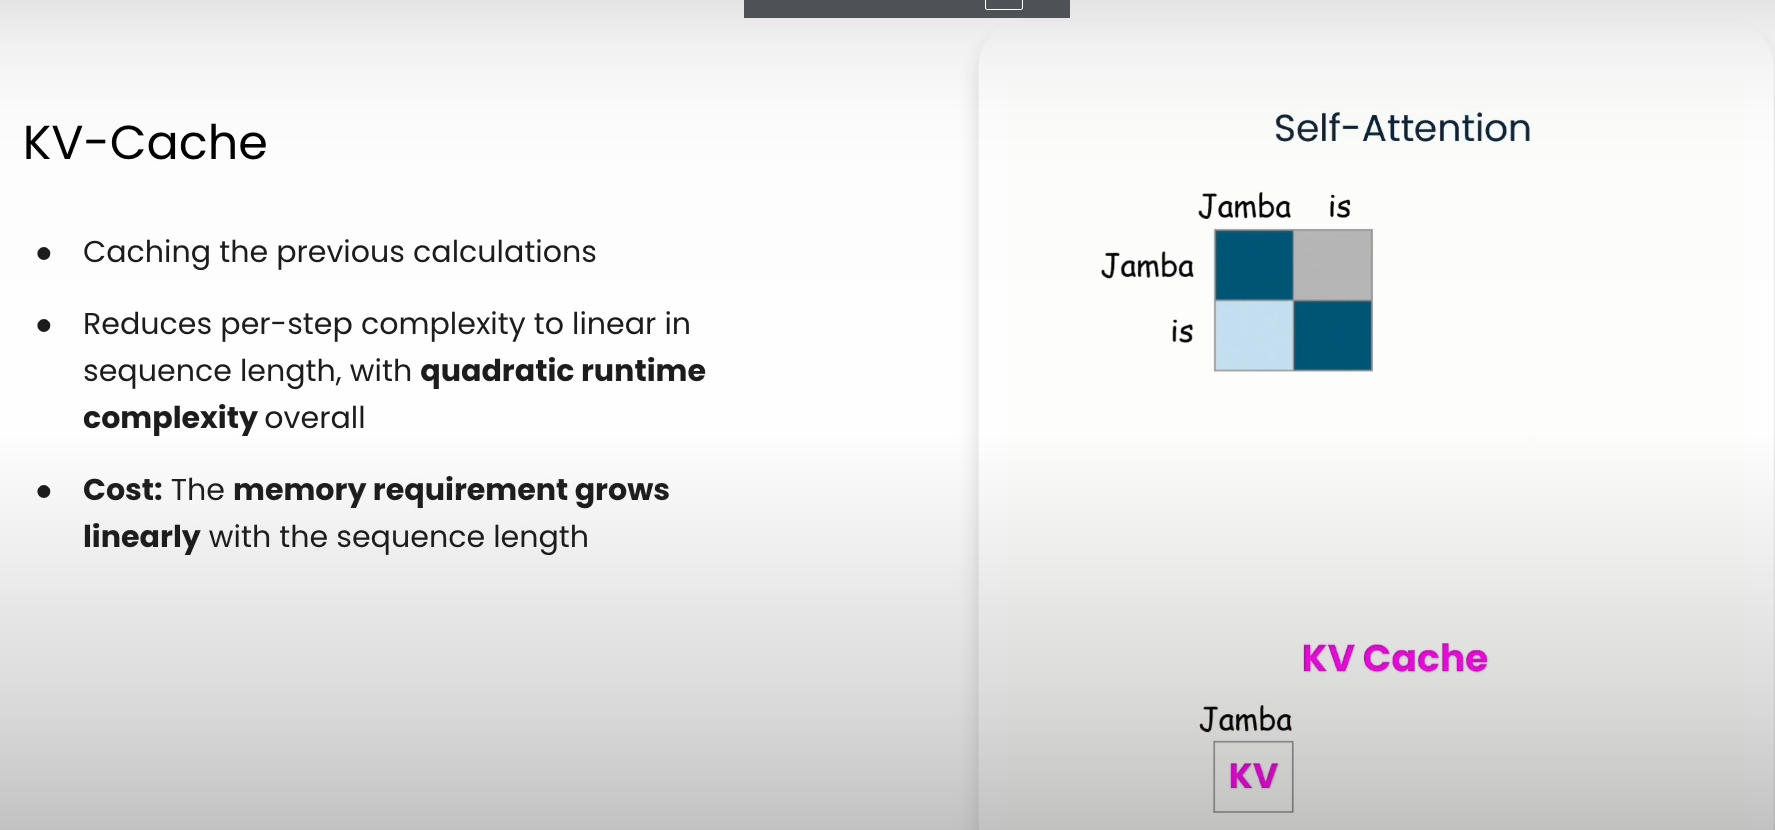 KV-Cache
● Caching the previous calculations
● Reduces per-step complexity to linear in
sequence length, with quadratic runtime
complexity overall
● Cost: The memory requirement grows
linearly with the sequence length
Self-Attention
Jamba is
Jamba
is
KV Cache
Jamba
KV